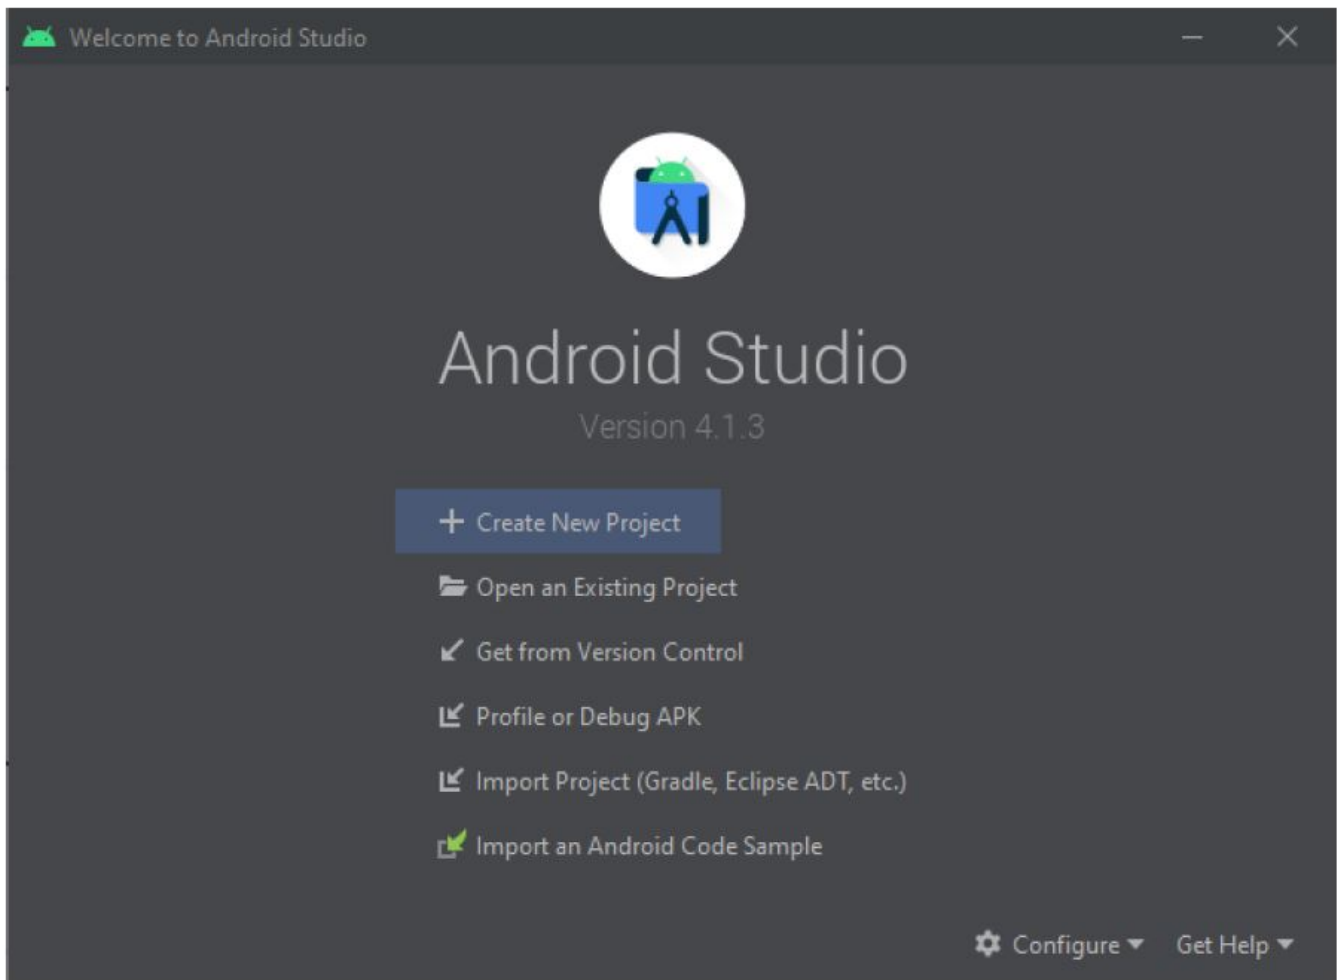 Welcome to Android Studio
Android Studio
Version 4.1.3
Create New Project
Open an Existing Project
Get from Version Control
Profile or Debug APK
Import Project (Gradle, Eclipse ADT, etc.)
Import an Android Code Sample
Configure Get Help